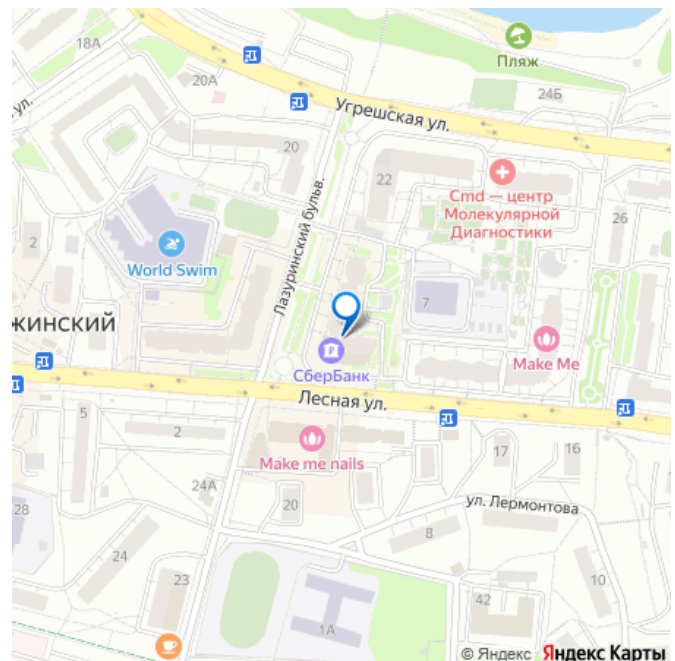 18А
Пляж
20А
24Б
Угрешская ул.
ул.
20
22
Cmd — центр
Молекулярной
Диагностики
Лазуринский бульв.
26
2
World Swim
7
жинский
Make Me
СберБанк
Лесная ул.
5
2
Make me nails
17
16
24А
20
ул. Лермонтова
28
8
24
23
10
42
1А
© Яндекс Яндекс Карты